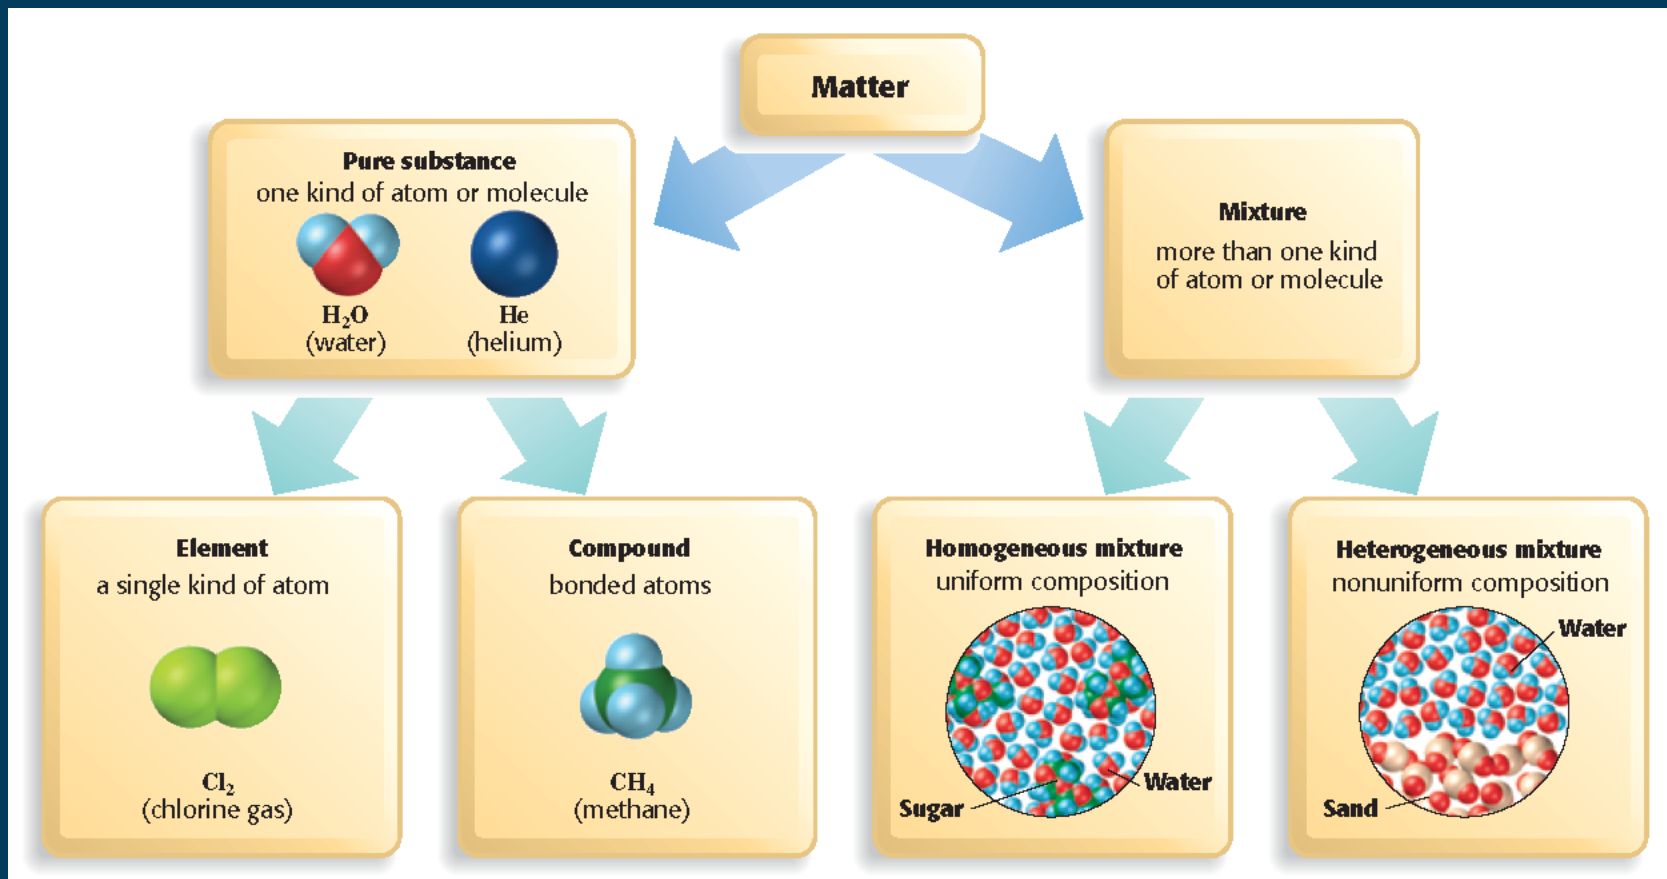 Matter
Pure substance
one kind of atom or molecule
H₂O
(water)
He
(helium)
Mixture
more than one kind
of atom or molecule
Element
a single kind of atom
Cl₂
(chlorine gas)
Compound
bonded atoms
CH₄
(methane)
Homogeneous mixture
uniform composition
Water
Sugar
Heterogeneous mixture
nonuniform composition
Water
Sand